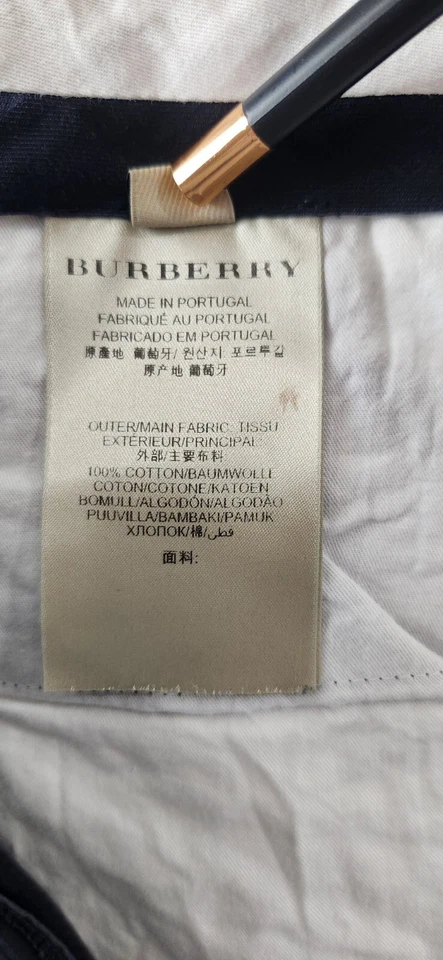 BURBERRY
MADE IN PORTUGAL
FABRIQUÉ AU PORTUGAL
FABRICADO EM PORTUGAL
原產地 葡萄牙/ 원산지 포르투갈
原产地 葡萄牙
OUTER/MAIN FABRIC: TISSU
EXTÉRIEUR/PRINCIPAL:
外部/主要布料
100% COTTON/BAUMWOLLE
COTON/COTONE/KATOEN
BOMULL/ALGODÓN/ALGODÃO
PUUVILLA/BAMBAKI/PAMUK
ХЛОПОК/棉/قطن
面料: